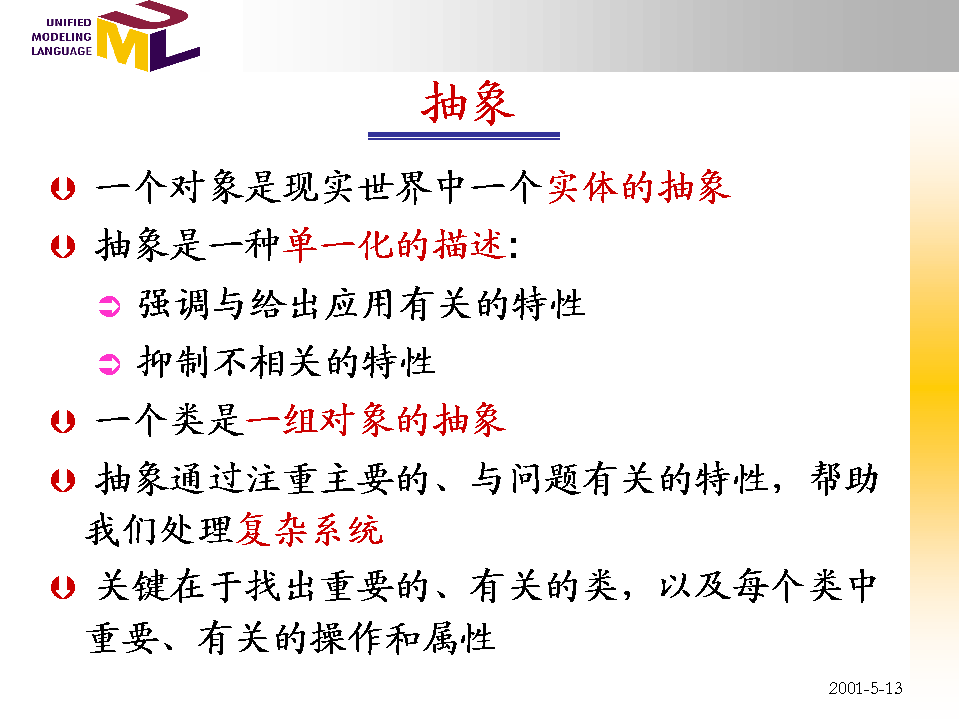 UNIFIED
MODELING
LANGUAGE
UML
抽象
一个对象是现实世界中一个实体的抽象
抽象是一种单一化的描述:
强调与给出应用有关的特性
抑制不相关的特性
一个类是一组对象的抽象
抽象通过注重主要的、与问题有关的特性，帮助
我们处理复杂系统
关键在于找出重要的、有关的类，以及每个类中
重要、有关的操作和属性
2001-5-13